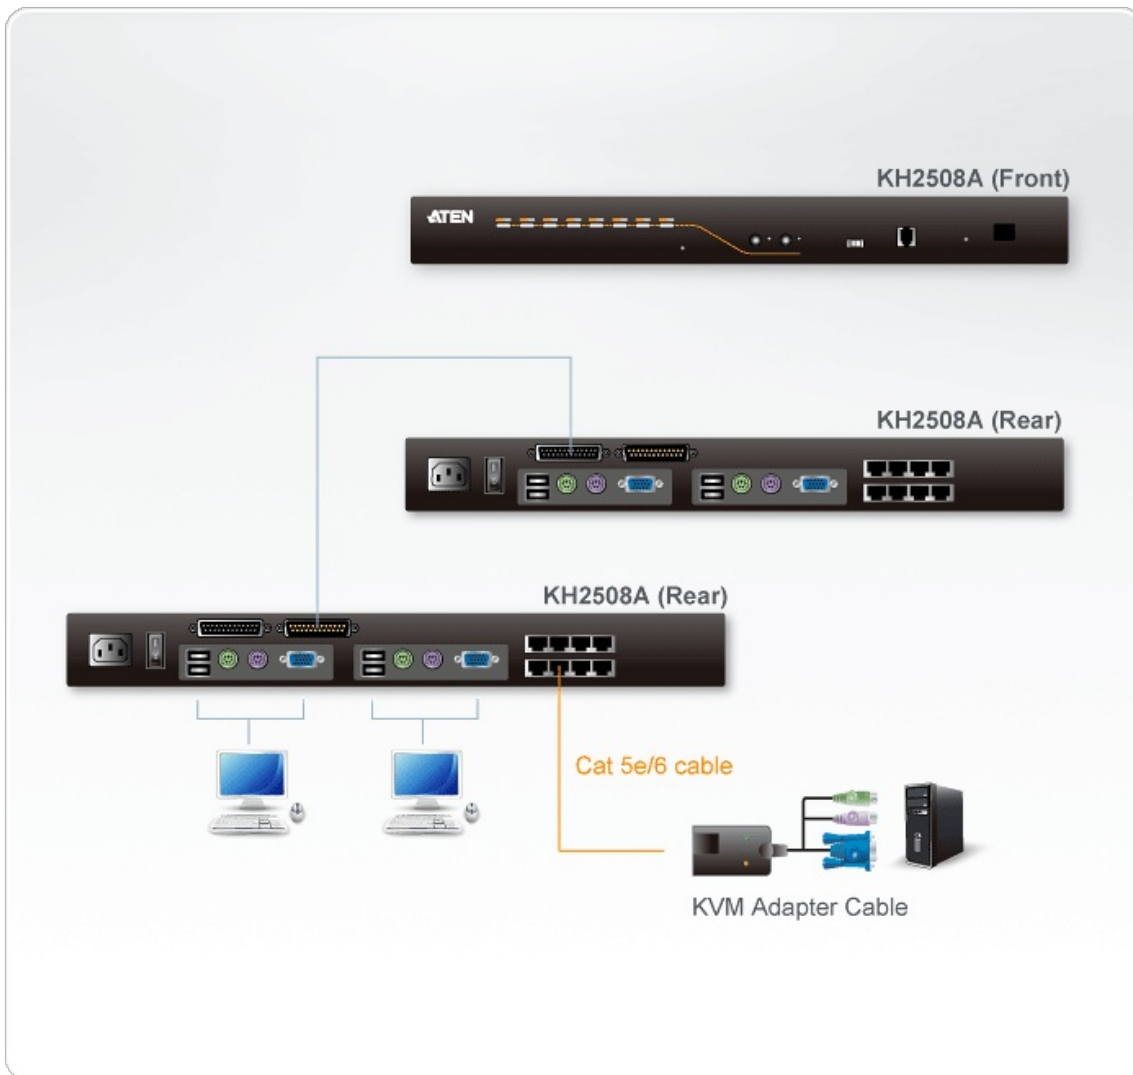 KH2508A (Front)
ATEN
KH2508A (Rear)
KH2508A (Rear)
Cat 5e/6 cable
KVM Adapter Cable